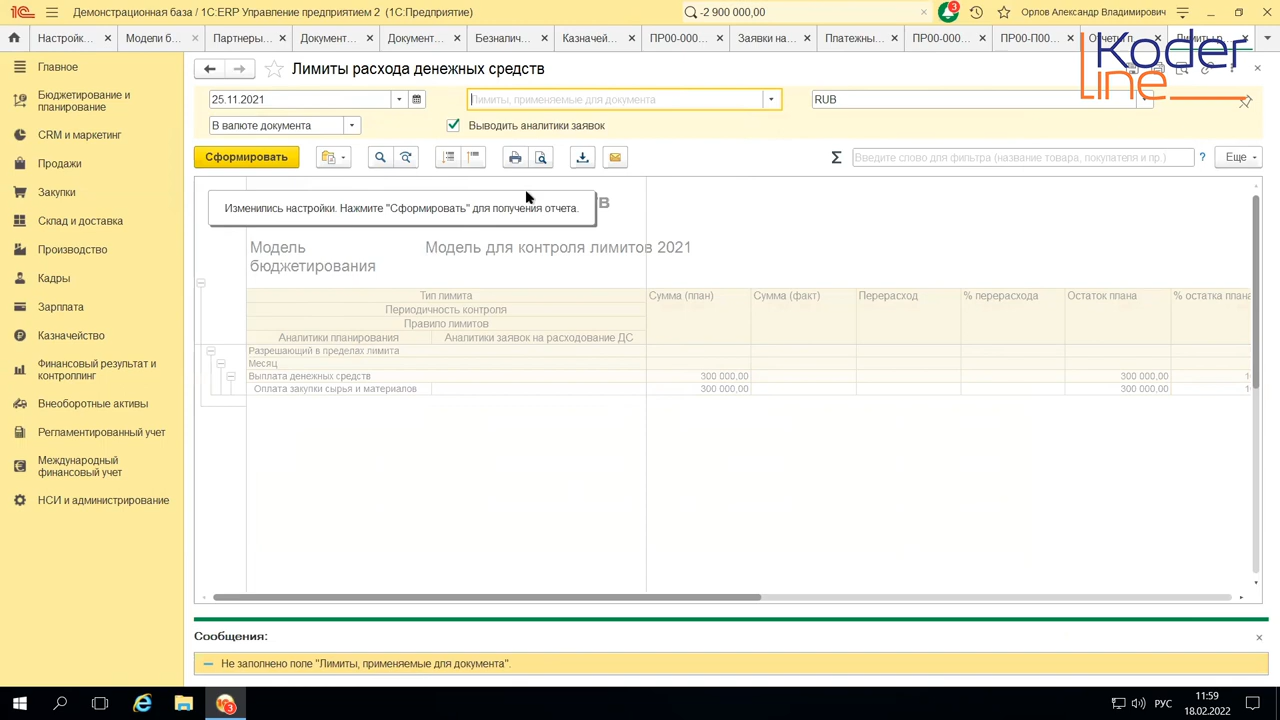 Демонстрационная база / 1С:ERP Управление предприятием 2 (1С:Предприятие)
-2 900 000,00
3
Орлов Александр Владимирович
Настройк...
Модели б...
Партнеры...
Документ...
Документ...
Безналич...
Казначей...
ПР00-000...
Заявки на...
Платежны...
ПР00-000...
ПР00-П00...
Koder
Line
Главное
Бюджетирование и
планирование
CRM и маркетинг
Продажи
Закупки
Склад и доставка
Производство
Кадры
Зарплата
Казначейство
Финансовый результат и
контроллинг
Внеоборотные активы
Регламентированный учет
Международный
финансовый учет
НСИ и администрирование
Лимиты расхода денежных средств
25.11.2021
Лимиты, применяемые для документа
RUB
В валюте документа
Выводить аналитики заявок
Сформировать
Введите слово для фильтра (название товара, покупателя и пр.)
?
Еще
Изменились настройки. Нажмите "Сформировать" для получения отчета.
в
Модель
бюджетирования
Модель для контроля лимитов 2021
Тип лимита
Периодичность контроля
Правило лимитов
Аналитики планирования
Аналитики заявок на расходование ДС
Сумма (план)
Сумма (факт)
Перерасход
% перерасхода
Остаток плана
% остатка плана
Разрешающий в пределах лимита
Месяц
Выплата денежных средств 300 000,00 300 000,00 1
Оплата закупки сырья и материалов 300 000,00 300 000,00 1
Сообщения:
Не заполнено поле "Лимиты, применяемые для документа".
3
РУС
11:59
18.02.2022